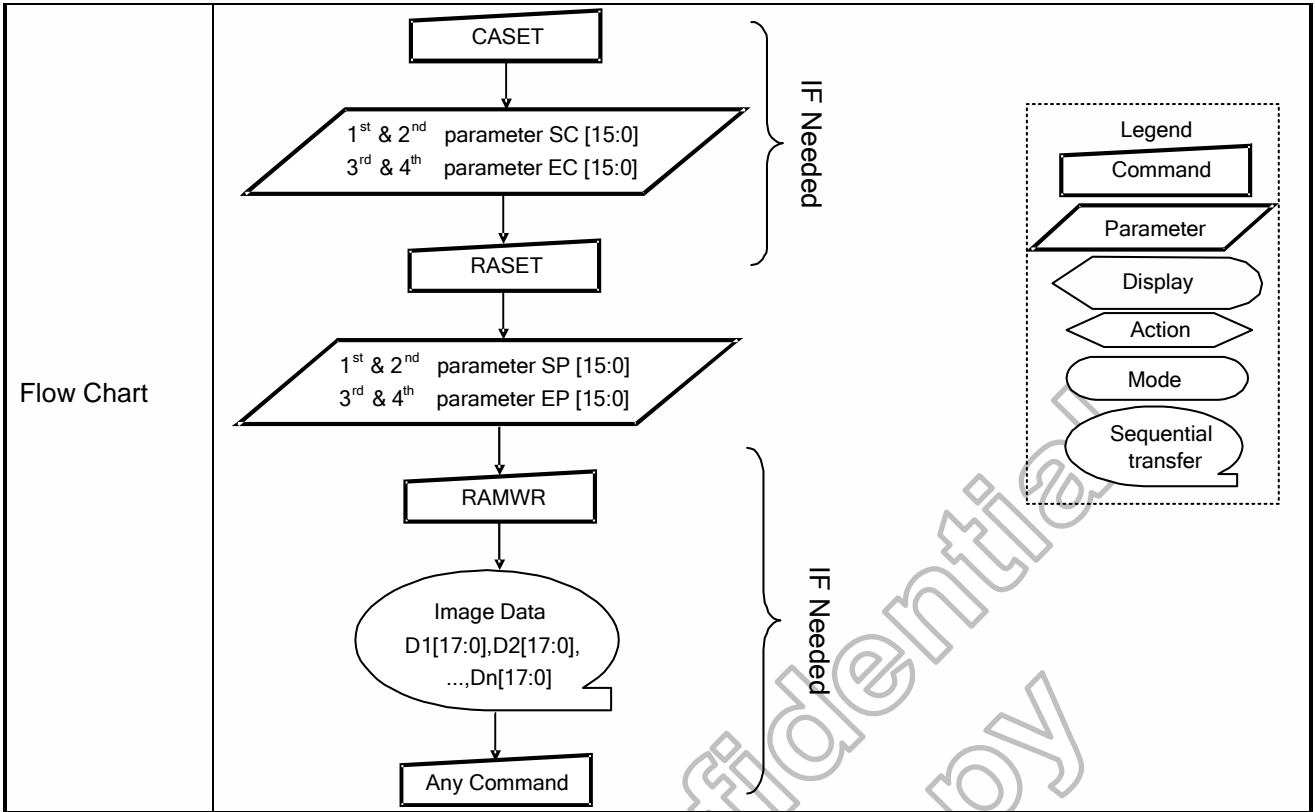 Flow Chart
CASET
1st & 2nd parameter SC [15:0]
3rd & 4th parameter EC [15:0]
RASET
IF Needed
1st & 2nd parameter SP [15:0]
3rd & 4th parameter EP [15:0]
RAMWR
Image Data
D1[17:0],D2[17:0],
...,Dn[17:0]
Any Command
IF Needed
Legend
Command
Parameter
Display
Action
Mode
Sequential
transfer